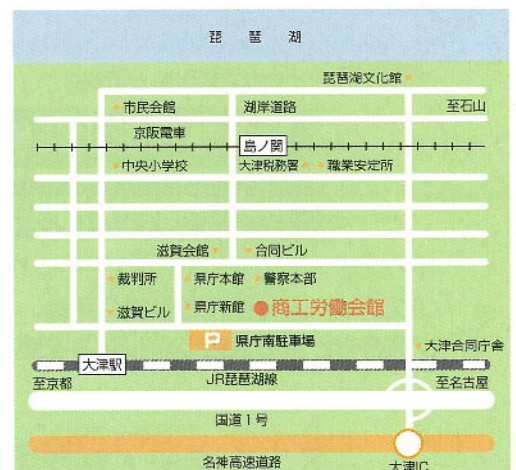 琵琶湖
琵琶湖文化館
市民会館
湖岸道路
至石山
京阪電車
島ノ関
中央小学校
大津税務署
職業安定所
滋賀会館
合同ビル
裁判所
県庁本館
警察本部
滋賀ビル
県庁新館
商工労働会館
P
県庁南駐車場
大津合同庁舎
大津駅
至京都
JR琵琶湖線
至名古屋
国道1号
名神高速道路
大津IC